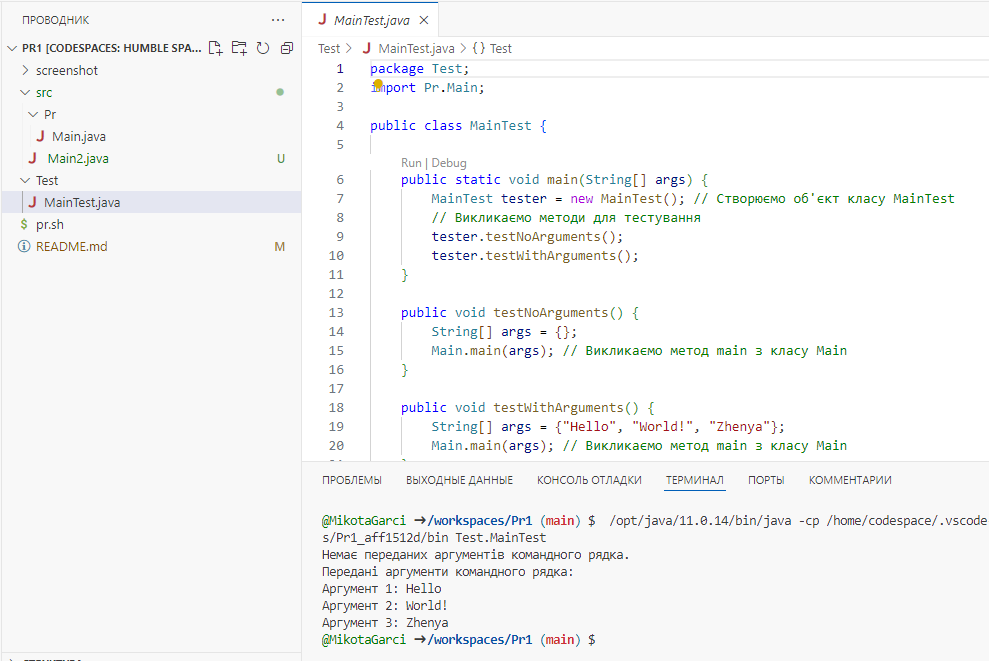 ПРОВОДНИК ...
PR1 [CODESPACES: HUMBLE SPA...
screenshot
src
Pr
J Main.java
J Main2.java U
Test
J MainTest.java
$ pr.sh
README.md M
J MainTest.java
Test > J MainTest.java > {} Test
1 package Test;
2 import Pr.Main;
3
4 public class MainTest {
5
Run | Debug
6 public static void main(String[] args) {
7 MainTest tester = new MainTest(); // Створюємо об'єкт класу MainTest
8 // Викликаємо методи для тестування
9 tester.testNoArguments();
10 tester.testWithArguments();
11 }
12
13 public void testNoArguments() {
14 String[] args = {};
15 Main.main(args); // Викликаємо метод main з класу Main
16 }
17
18 public void testWithArguments() {
19 String[] args = {"Hello", "World!", "Zhenya"};
20 Main.main(args); // Викликаємо метод main з класу Main
ПРОБЛЕМЫ ВЫХОДНЫЕ ДАННЫЕ КОНСОЛЬ ОТЛАДКИ ТЕРМИНАЛ ПОРТЫ КОММЕНТАРИИ
@MikotaGarci ➜/workspaces/Pr1 (main) $ /opt/java/11.0.14/bin/java -cp /home/codespace/.vscode
s/Pr1_aff1512d/bin Test.MainTest
Немає переданих аргументів командного рядка.
Передані аргументи командного рядка:
Аргумент 1: Hello
Аргумент 2: World!
Аргумент 3: Zhenya
@MikotaGarci ➜/workspaces/Pr1 (main) $